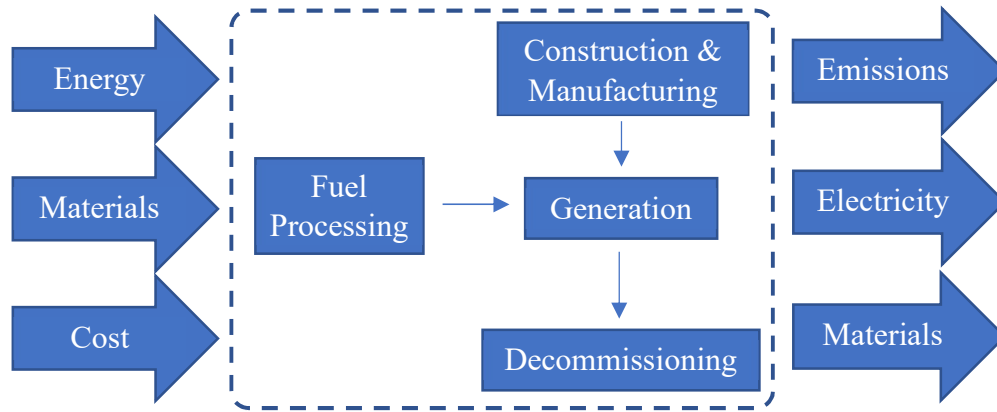 Energy
Materials
Cost
Construction &
Manufacturing
Fuel
Processing
Generation
Decommissioning
Emissions
Electricity
Materials